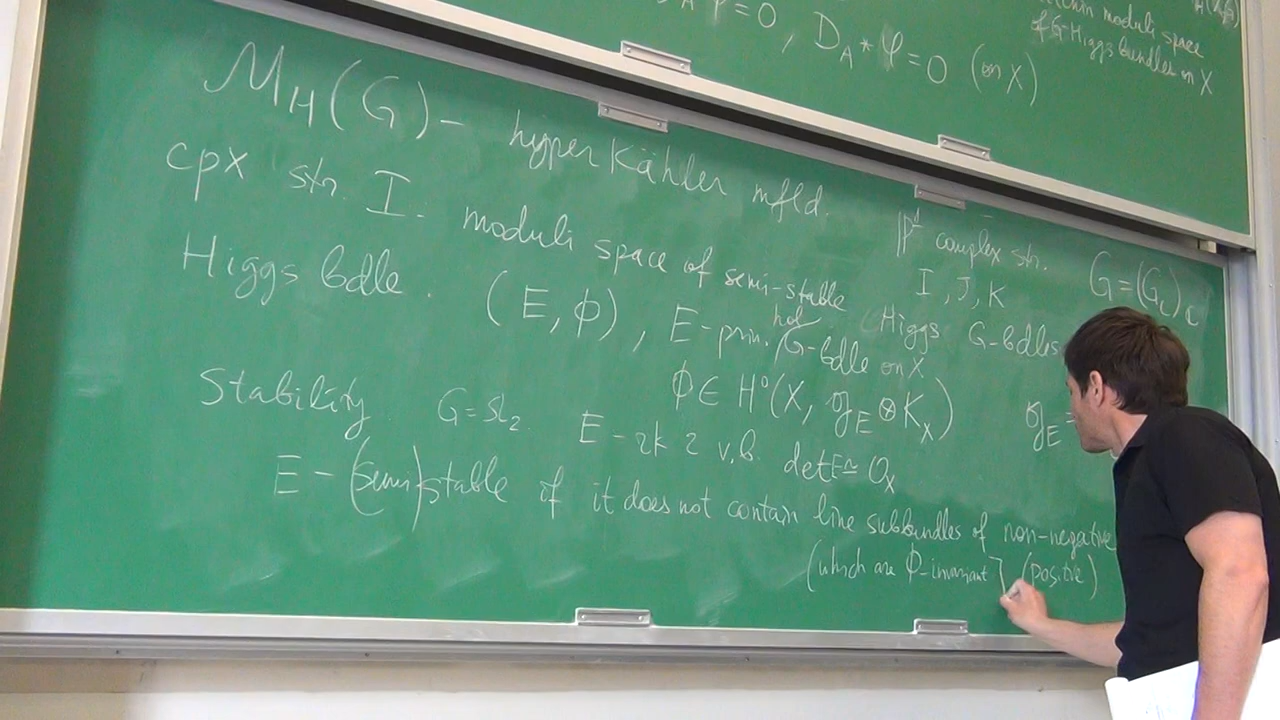 φ=0, D_A*φ=0 (on X)
moduli space
of G-Higgs bundles on X
M_H(G) – hyperKähler mfld.
ℙ¹ complex str.
I, J, K
G=(G_c)_ℂ
cpx str. I. moduli space of semi-stable Higgs G-bdles
Higgs bdle. (E,φ), E-prin. hol G-bdle on X
φ∈H⁰(X, 𝔤_E⊗K_X)
𝔤_E=
Stability G=SL₂. E – rk 2 v.b. detE≃O_X
E – (semi)stable if it does not contain line subbundles of non-negative
(which are φ-invariant] (positive)